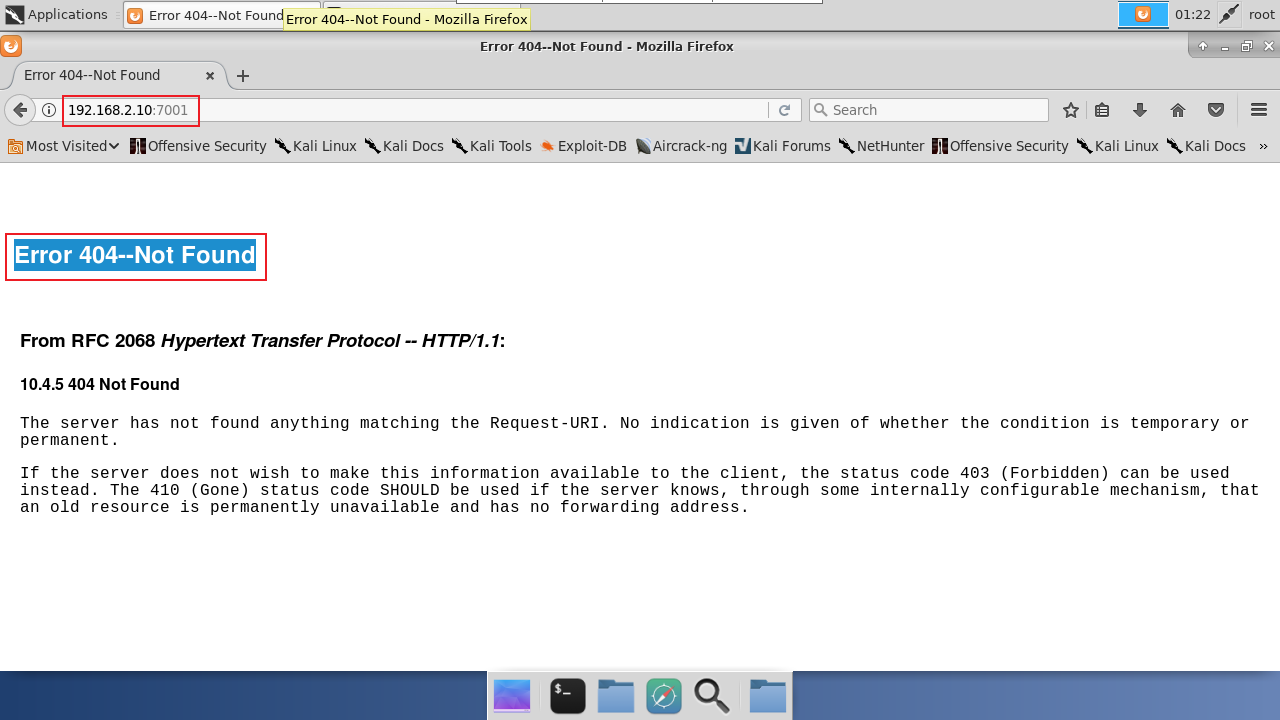 Applications
Error 404--Not Found
Error 404--Not Found - Mozilla Firefox
01:22
root
Error 404--Not Found - Mozilla Firefox
Error 404--Not Found
192.168.2.10:7001
Search
Most Visited
Offensive Security
Kali Linux
Kali Docs
Kali Tools
Exploit-DB
Aircrack-ng
Kali Forums
NetHunter
Offensive Security
Kali Linux
Kali Docs
»
Error 404--Not Found
From RFC 2068 Hypertext Transfer Protocol -- HTTP/1.1:
10.4.5 404 Not Found
The server has not found anything matching the Request-URI. No indication is given of whether the condition is temporary or
permanent.
If the server does not wish to make this information available to the client, the status code 403 (Forbidden) can be used
instead. The 410 (Gone) status code SHOULD be used if the server knows, through some internally configurable mechanism, that
an old resource is permanently unavailable and has no forwarding address.
$_